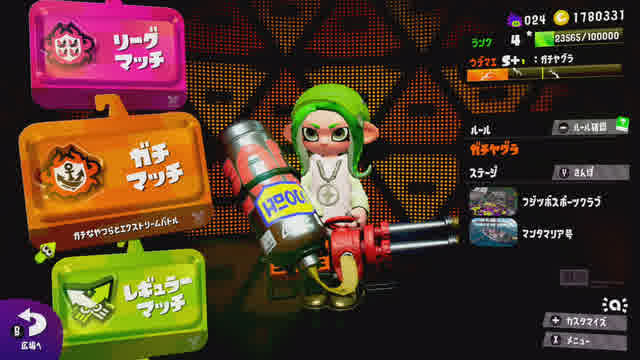 リーグ
マッチ
ガチ
マッチ
ガチなやつらとエクストリームバトル
レギュラー
マッチ
B
広場へ
024
1780331
ランク 4★ 23565/100000
ウデマエ S+ : ガチヤグラ
ルール
ルール確認
ガチヤグラ
ステージ
Y さんぽ
フジツボスポーツクラブ
マンタマリア号
+ カスタマイズ
X メニュー